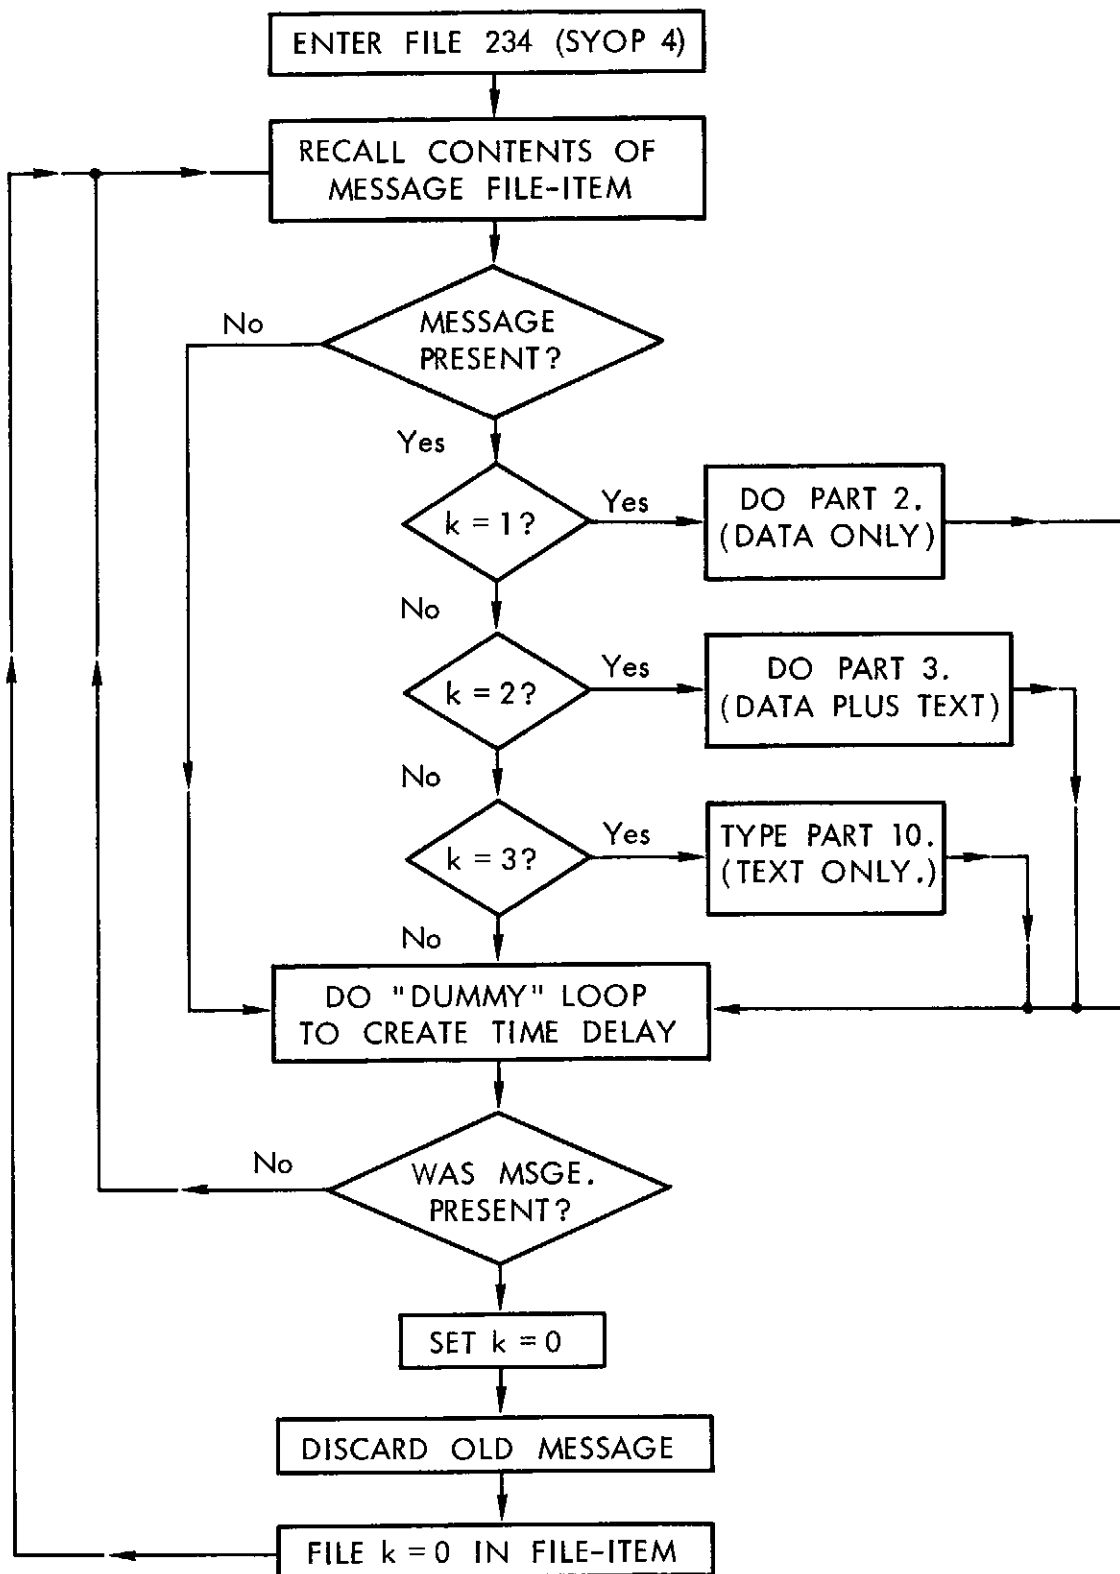 ENTER FILE 234 (SYOP 4)
RECALL CONTENTS OF
MESSAGE FILE-ITEM
No
MESSAGE
PRESENT?
Yes
k = 1?
Yes
DO PART 2.
(DATA ONLY)
No
k = 2?
Yes
DO PART 3.
(DATA PLUS TEXT)
No
k = 3?
Yes
TYPE PART 10.
(TEXT ONLY.)
No
DO "DUMMY" LOOP
TO CREATE TIME DELAY
No
WAS MSGE.
PRESENT?
SET k = 0
DISCARD OLD MESSAGE
FILE k = 0 IN FILE-ITEM